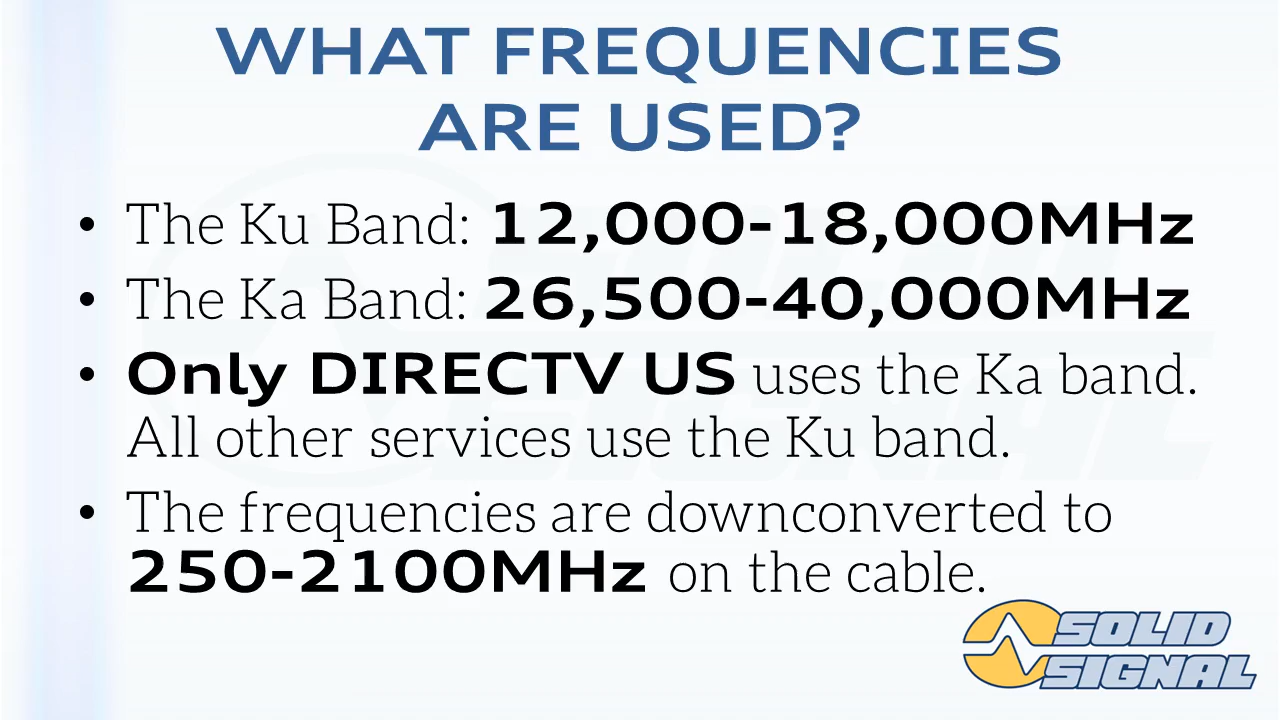 WHAT FREQUENCIES
ARE USED?
• The Ku Band: 12,000-18,000MHz
• The Ka Band: 26,500-40,000MHz
• Only DIRECTV US uses the Ka band.
All other services use the Ku band.
• The frequencies are downconverted to
250-2100MHz on the cable.
SOLID
SIGNAL